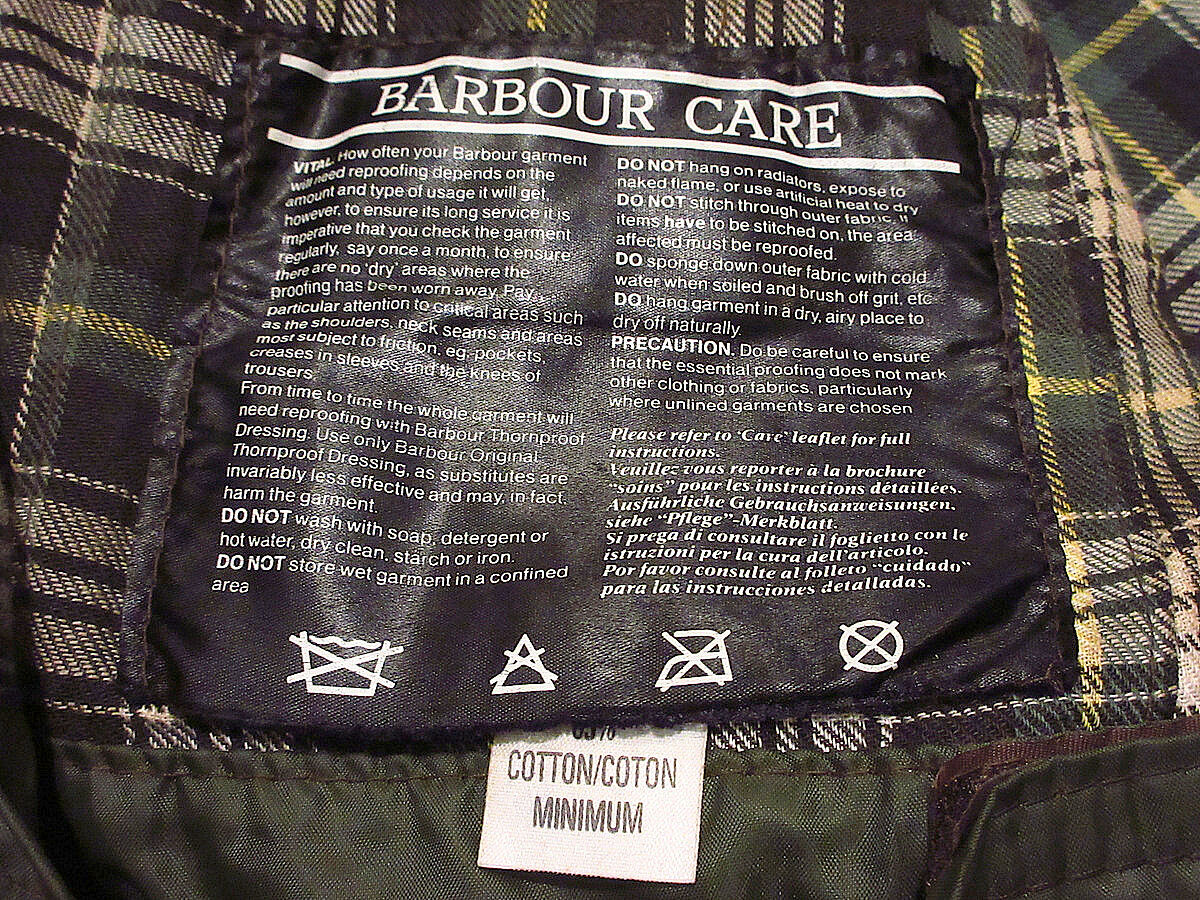 BARBOUR CARE
VITAL. How often your Barbour garment
will need reproofing depends on the
amount and type of usage it will get,
however, to ensure its long service it is
imperative that you check the garment
regularly, say once a month, to ensure
there are no 'dry' areas where the
proofing has been worn away. Pay
particular attention to critical areas such
as the shoulders, neck seams and areas
most subject to friction, eg. pockets,
creases in sleeves and the knees of
trousers.
From time to time the whole garment will
need reproofing with Barbour Thornproof
Dressing. Use only Barbour Original
Thornproof Dressing, as substitutes are
invariably less effective and may, in fact,
harm the garment.
DO NOT wash with soap, detergent or
hot water, dry clean, starch or iron.
DO NOT store wet garment in a confined
area
DO NOT hang on radiators, expose to
naked flame, or use artificial heat to dry
DO NOT stitch through outer fabric. If
items have to be stitched on, the area
affected must be reproofed.
DO sponge down outer fabric with cold
water when soiled and brush off grit, etc
DO hang garment in a dry, airy place to
dry off naturally
PRECAUTION. Do be careful to ensure
that the essential proofing does not mark
other clothing or fabrics, particularly
where unlined garments are chosen
Please refer to 'Care' leaflet for full
instructions.
Veuillez vous reporter à la brochure
"soins" pour les instructions détaillées.
Ausführliche Gebrauchsanweisungen,
siehe "Pflege"-Merkblatt.
Si prega di consultare il foglietto con le
istruzioni per la cura dell'articolo.
Por favor consulte al folleto "cuidado"
para las instrucciones detalladas.
COTTON/COTON
MINIMUM